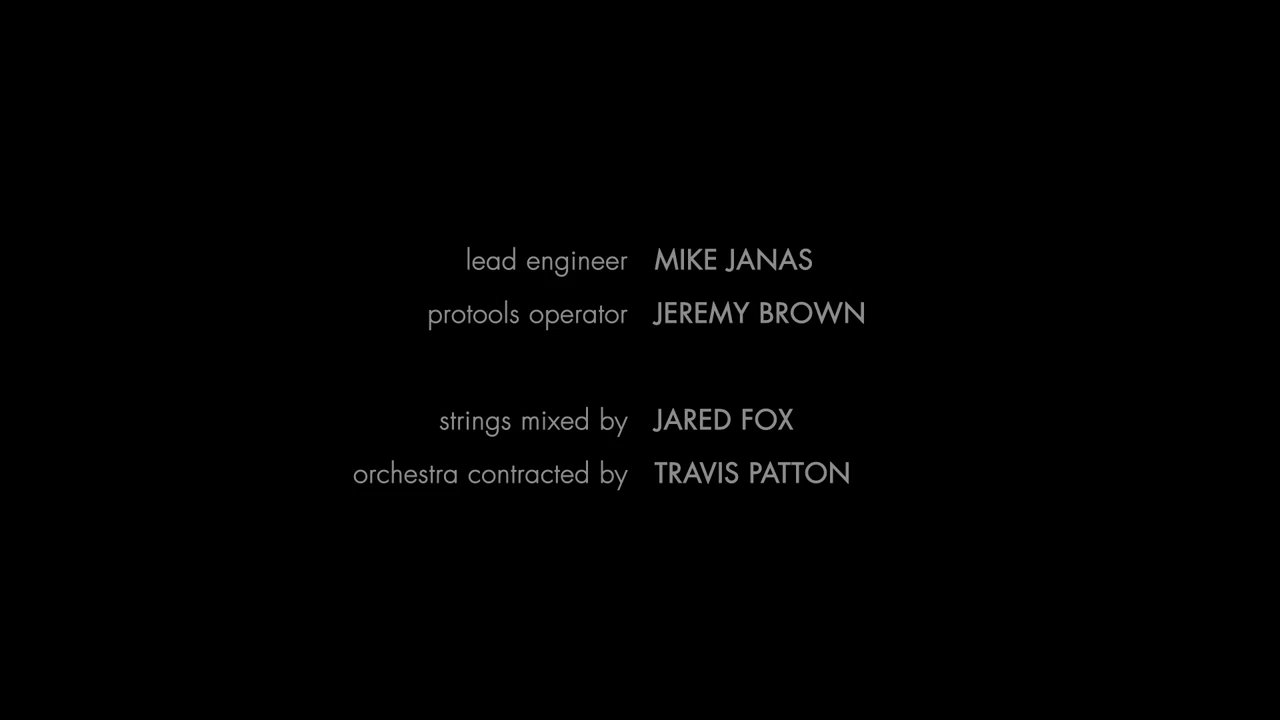 lead engineer MIKE JANAS
protools operator JEREMY BROWN
strings mixed by JARED FOX
orchestra contracted by TRAVIS PATTON